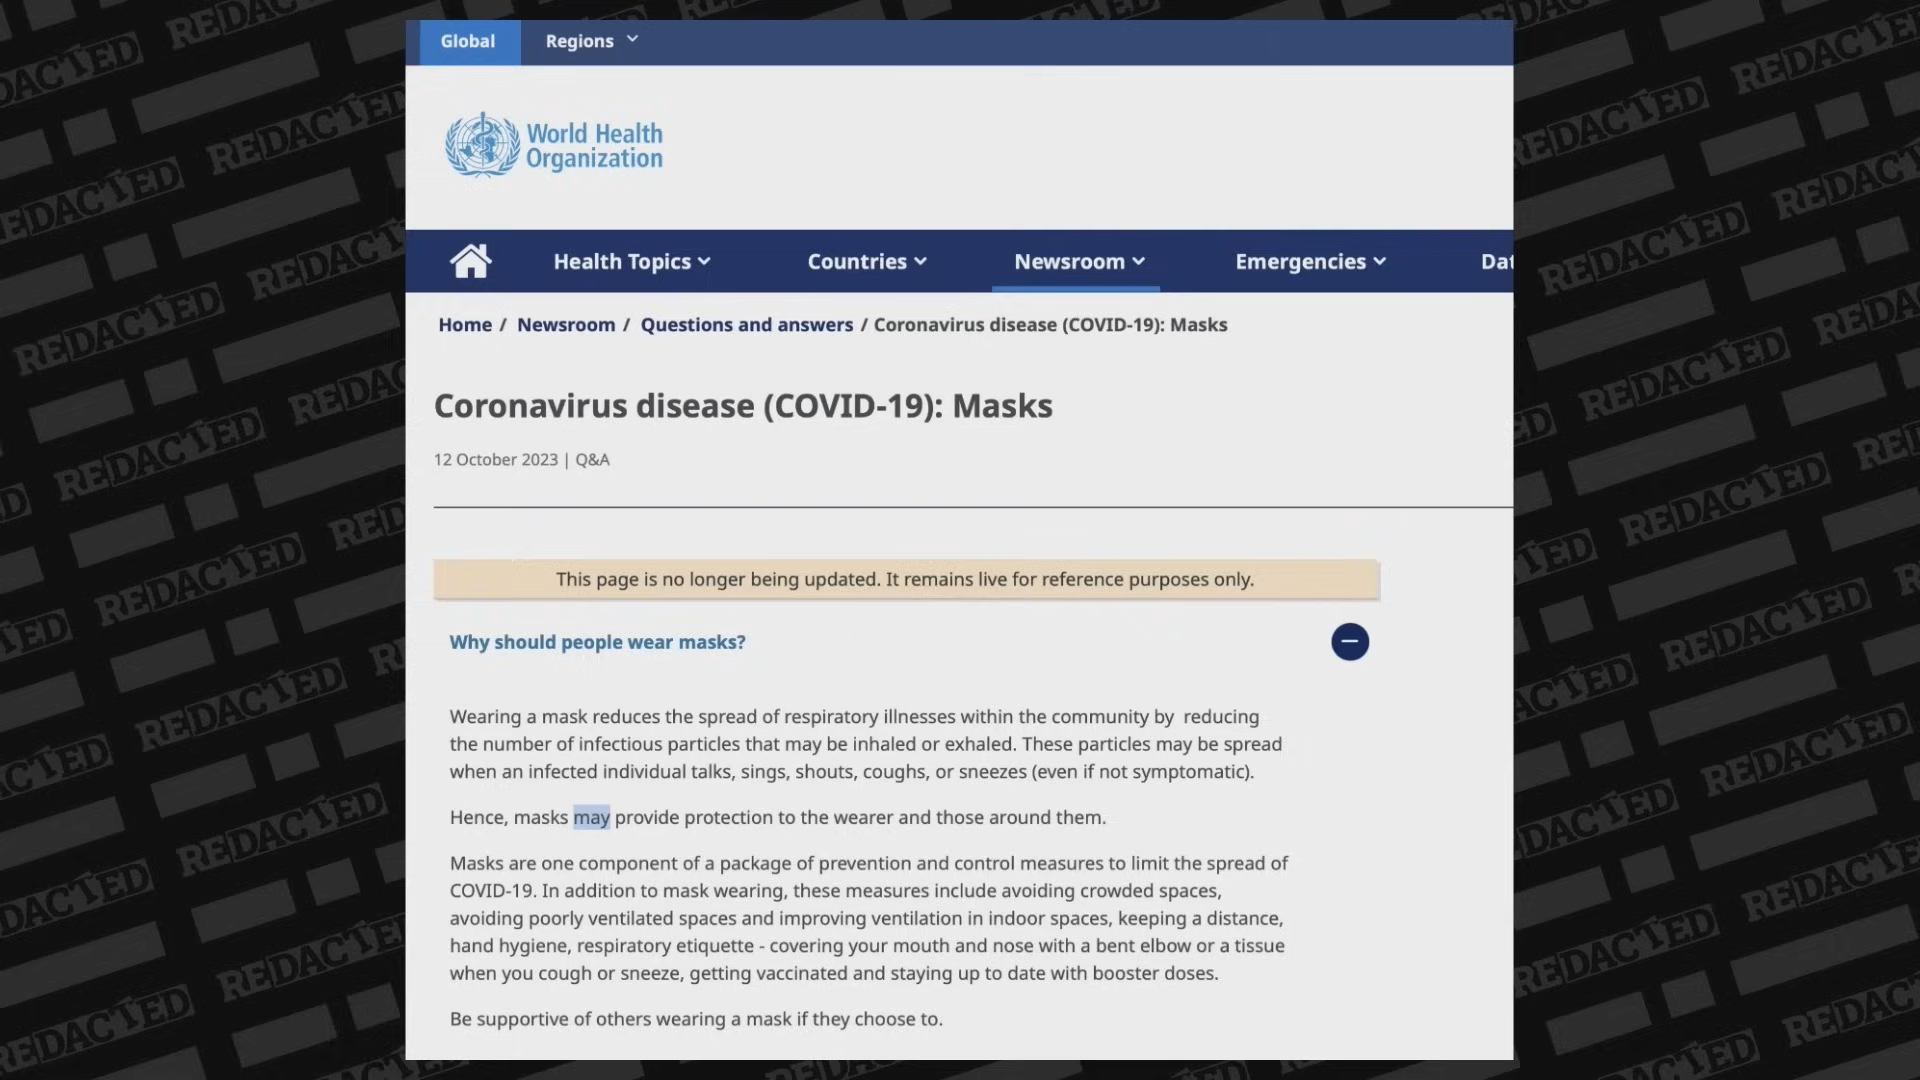 Global Regions
World Health
Organization
Health Topics Countries Newsroom Emergencies Dat
Home / Newsroom / Questions and answers / Coronavirus disease (COVID-19): Masks
Coronavirus disease (COVID-19): Masks
12 October 2023 | Q&A
This page is no longer being updated. It remains live for reference purposes only.
Why should people wear masks?
Wearing a mask reduces the spread of respiratory illnesses within the community by reducing
the number of infectious particles that may be inhaled or exhaled. These particles may be spread
when an infected individual talks, sings, shouts, coughs, or sneezes (even if not symptomatic).
Hence, masks may provide protection to the wearer and those around them.
Masks are one component of a package of prevention and control measures to limit the spread of
COVID-19. In addition to mask wearing, these measures include avoiding crowded spaces,
avoiding poorly ventilated spaces and improving ventilation in indoor spaces, keeping a distance,
hand hygiene, respiratory etiquette - covering your mouth and nose with a bent elbow or a tissue
when you cough or sneeze, getting vaccinated and staying up to date with booster doses.
Be supportive of others wearing a mask if they choose to.
REDACTED